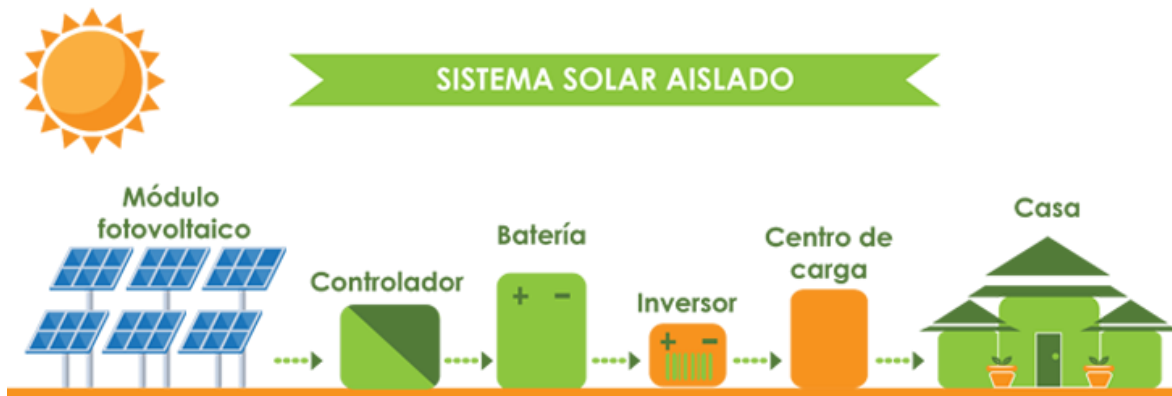 SISTEMA SOLAR AISLADO
Módulo
fotovoltaico
Controlador
Batería
+ -
Inversor
+ -
Centro de
carga
Casa